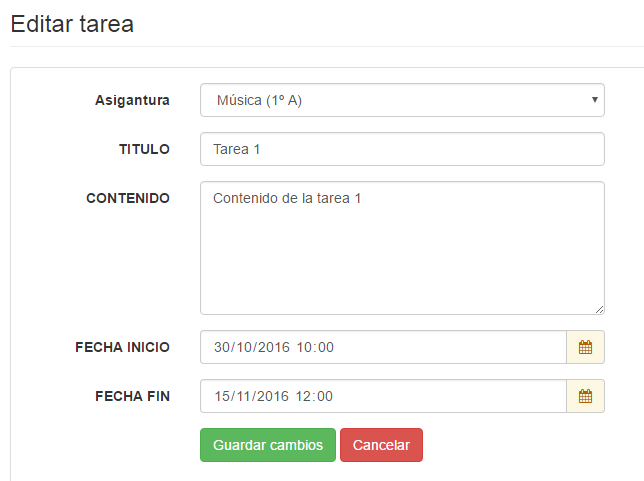 Editar tarea
Asigantura Música (1º A)
TITULO Tarea 1
CONTENIDO Contenido de la tarea 1
FECHA INICIO 30/10/2016 10:00
FECHA FIN 15/11/2016 12:00
Guardar cambios Cancelar